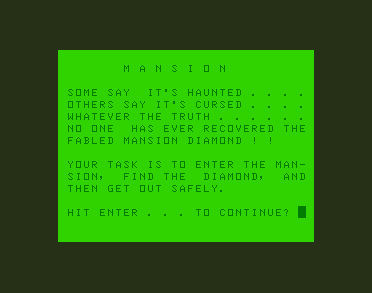 M A N S I O N
SOME SAY  IT'S HAUNTED . . . .
OTHERS SAY IT'S CURSED . . . .
WHATEVER THE TRUTH . . . . . .
NO ONE  HAS EVER RECOVERED THE
FABLED MANSION DIAMOND ! !
YOUR TASK IS TO ENTER THE MAN-
SION,  FIND THE  DIAMOND,  AND
THEN GET OUT SAFELY.
HIT ENTER . . . TO CONTINUE?